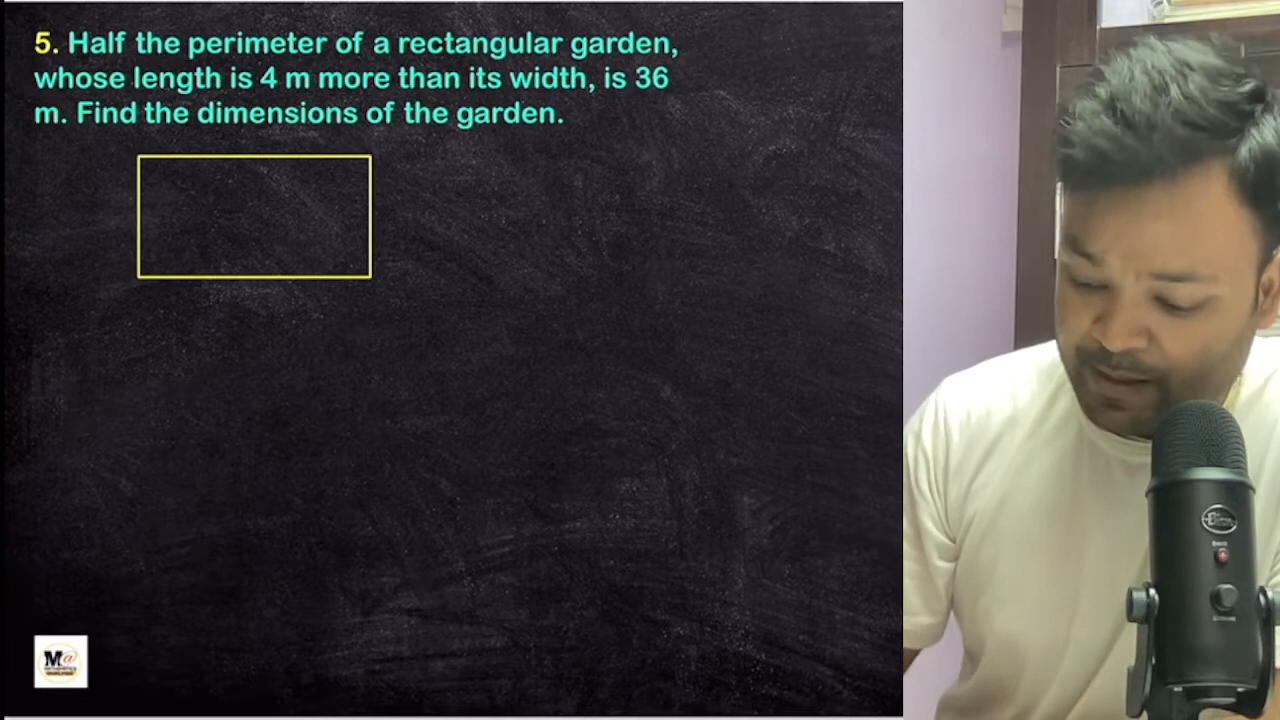 5. Half the perimeter of a rectangular garden,
whose length is 4 m more than its width, is 36
m. Find the dimensions of the garden.
M@